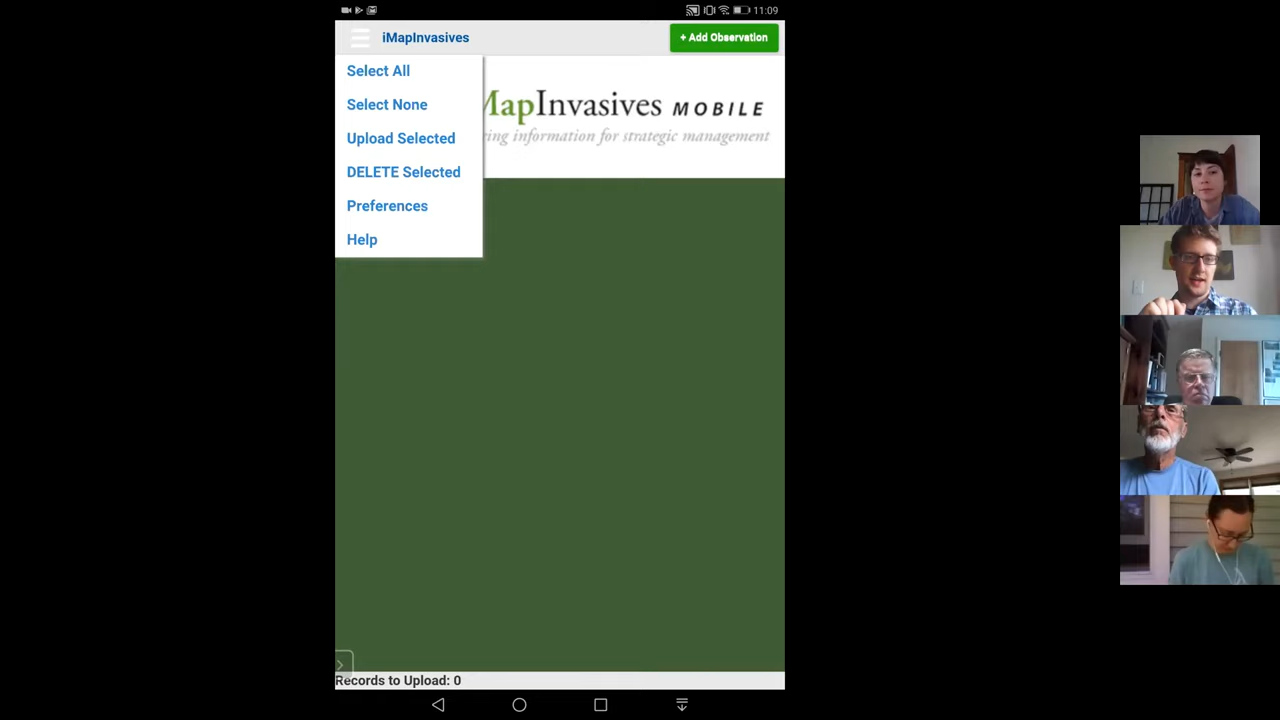 11:09
iMapInvasives
+ Add Observation
Select All
Select None
Upload Selected
DELETE Selected
Preferences
Help
MapInvasives MOBILE
ring information for strategic management
Records to Upload: 0